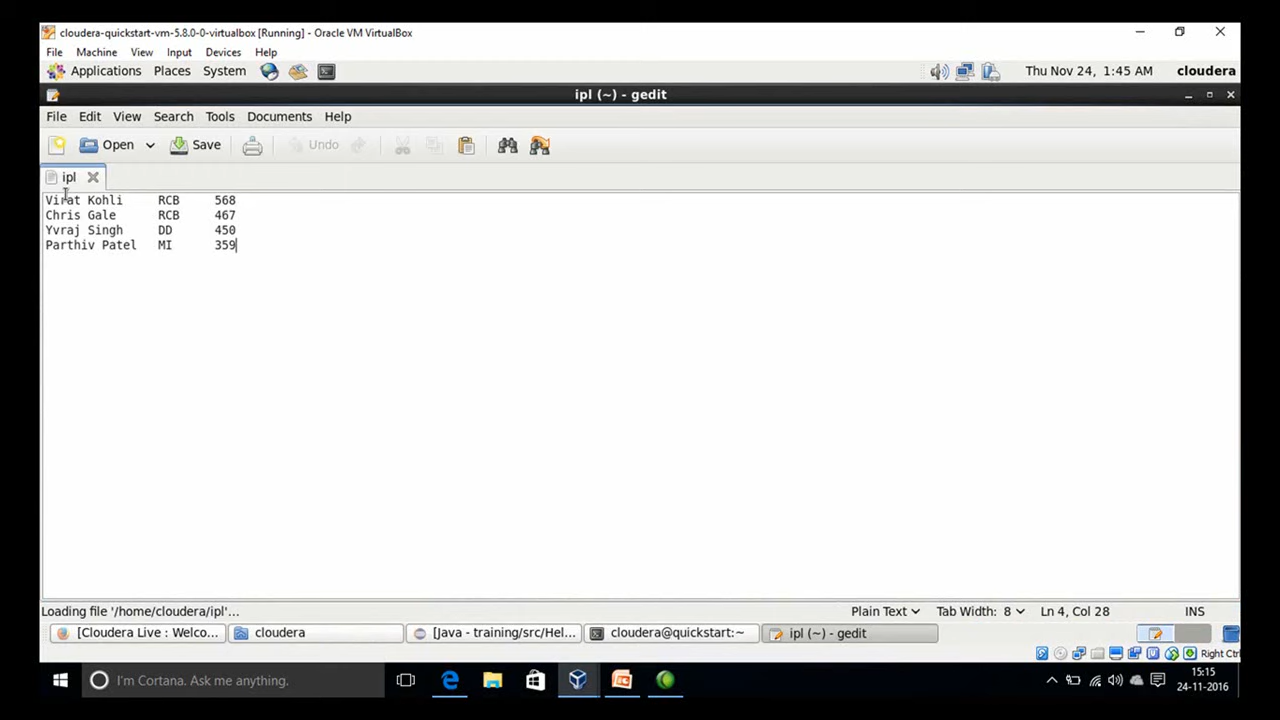 cloudera-quickstart-vm-5.8.0-0-virtualbox [Running] - Oracle VM VirtualBox
File Machine View Input Devices Help
Applications Places System Thu Nov 24, 1:45 AM cloudera
ipl (~) - gedit
File Edit View Search Tools Documents Help
Open Save Undo
ipl
Virat Kohli RCB 568
Chris Gale RCB 467
Yvraj Singh DD 450
Parthiv Patel MI 359
Loading file '/home/cloudera/ipl'… Plain Text Tab Width: 8 Ln 4, Col 28 INS
[Cloudera Live : Welco... cloudera [Java - training/src/Hel... cloudera@quickstart:~ ipl (~) - gedit
Right Ctrl
I'm Cortana. Ask me anything. 15:15
24-11-2016